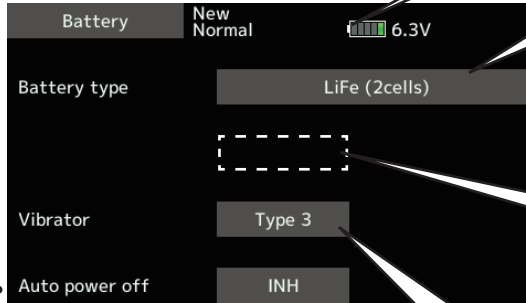 Battery New
Normal 6.3V
Battery type LiFe (2cells)
Vibrator Type 3
Auto power off INH